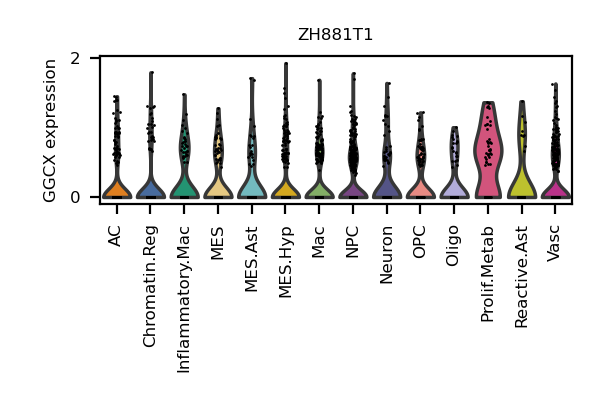 ZH881T1
GGCX expression
2
0
AC
Chromatin.Reg
Inflammatory.Mac
MES
MES.Ast
MES.Hyp
Mac
NPC
Neuron
OPC
Oligo
Prolif.Metab
Reactive.Ast
Vasc